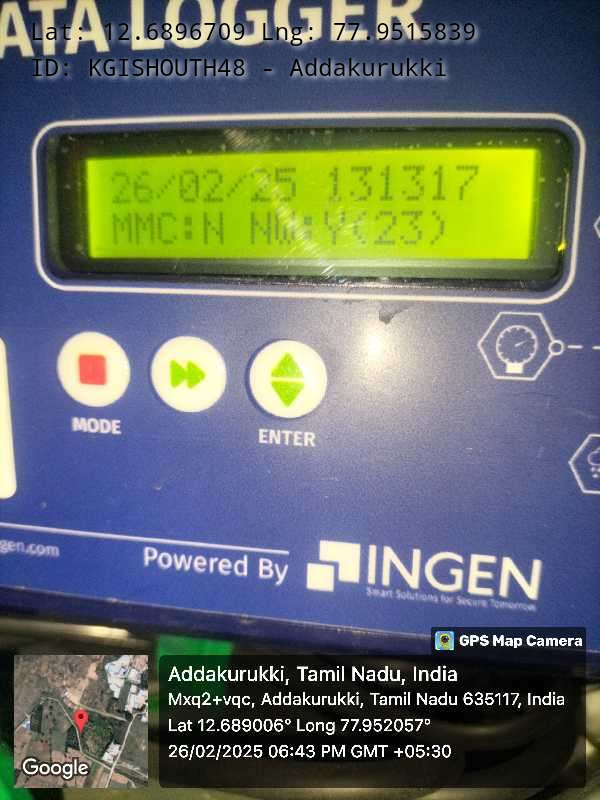 ATA LOGGER
Lat: 12.6896709 Lng: 77.9515839
ID: KGISHOUTH48 - Addakurukki
26/02/25 131317
MMC:N NW:Y(23)
MODE
ENTER
gen.com
Powered By
INGEN
Smart Solutions for Secure Tomorrow
GPS Map Camera
Addakurukki, Tamil Nadu, India
Mxq2+vqc, Addakurukki, Tamil Nadu 635117, India
Lat 12.689006° Long 77.952057°
26/02/2025 06:43 PM GMT +05:30
Google